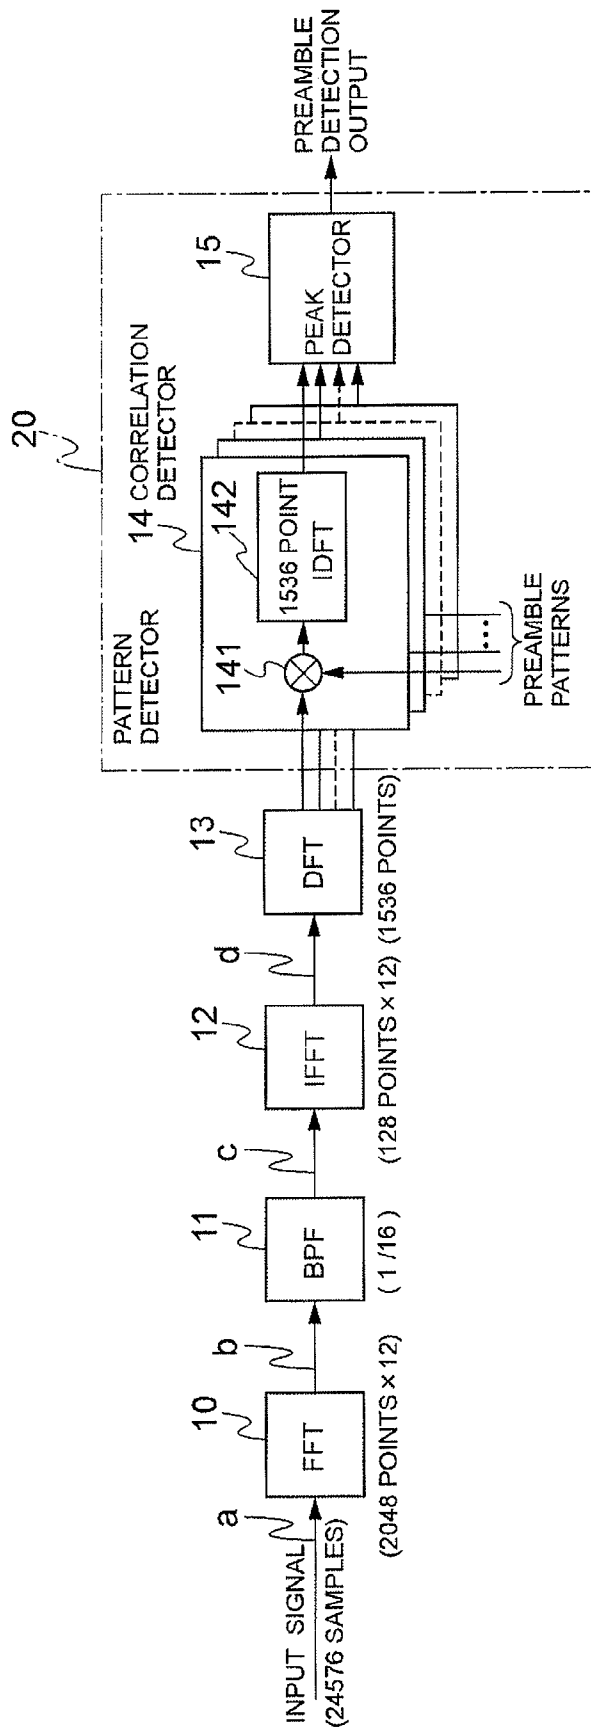 INPUT SIGNAL
(24576 SAMPLES)
a
10
FFT
(2048 POINTS × 12)
b
11
BPF
( 1 /16 )
c
12
IFFT
(128 POINTS × 12)
d
13
DFT
(1536 POINTS)
20
PATTERN
DETECTOR
14 CORRELATION
DETECTOR
141
142
1536 POINT
IDFT
PREAMBLE
PATTERNS
15
PEAK
DETECTOR
PREAMBLE
DETECTION
OUTPUT